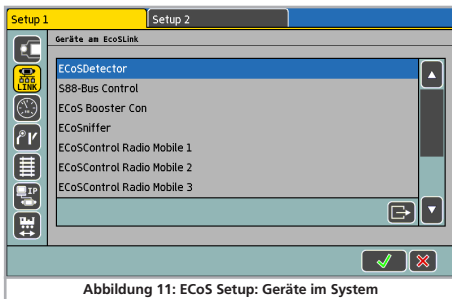 Setup 1
Setup 2
Geräte am EcoSLink
LINK
IP
ECoSDetector
S88-Bus Control
ECoS Booster Con
ECoSniffer
ECoSControl Radio Mobile 1
ECoSControl Radio Mobile 2
ECoSControl Radio Mobile 3
Abbildung 11: ECoS Setup: Geräte im System